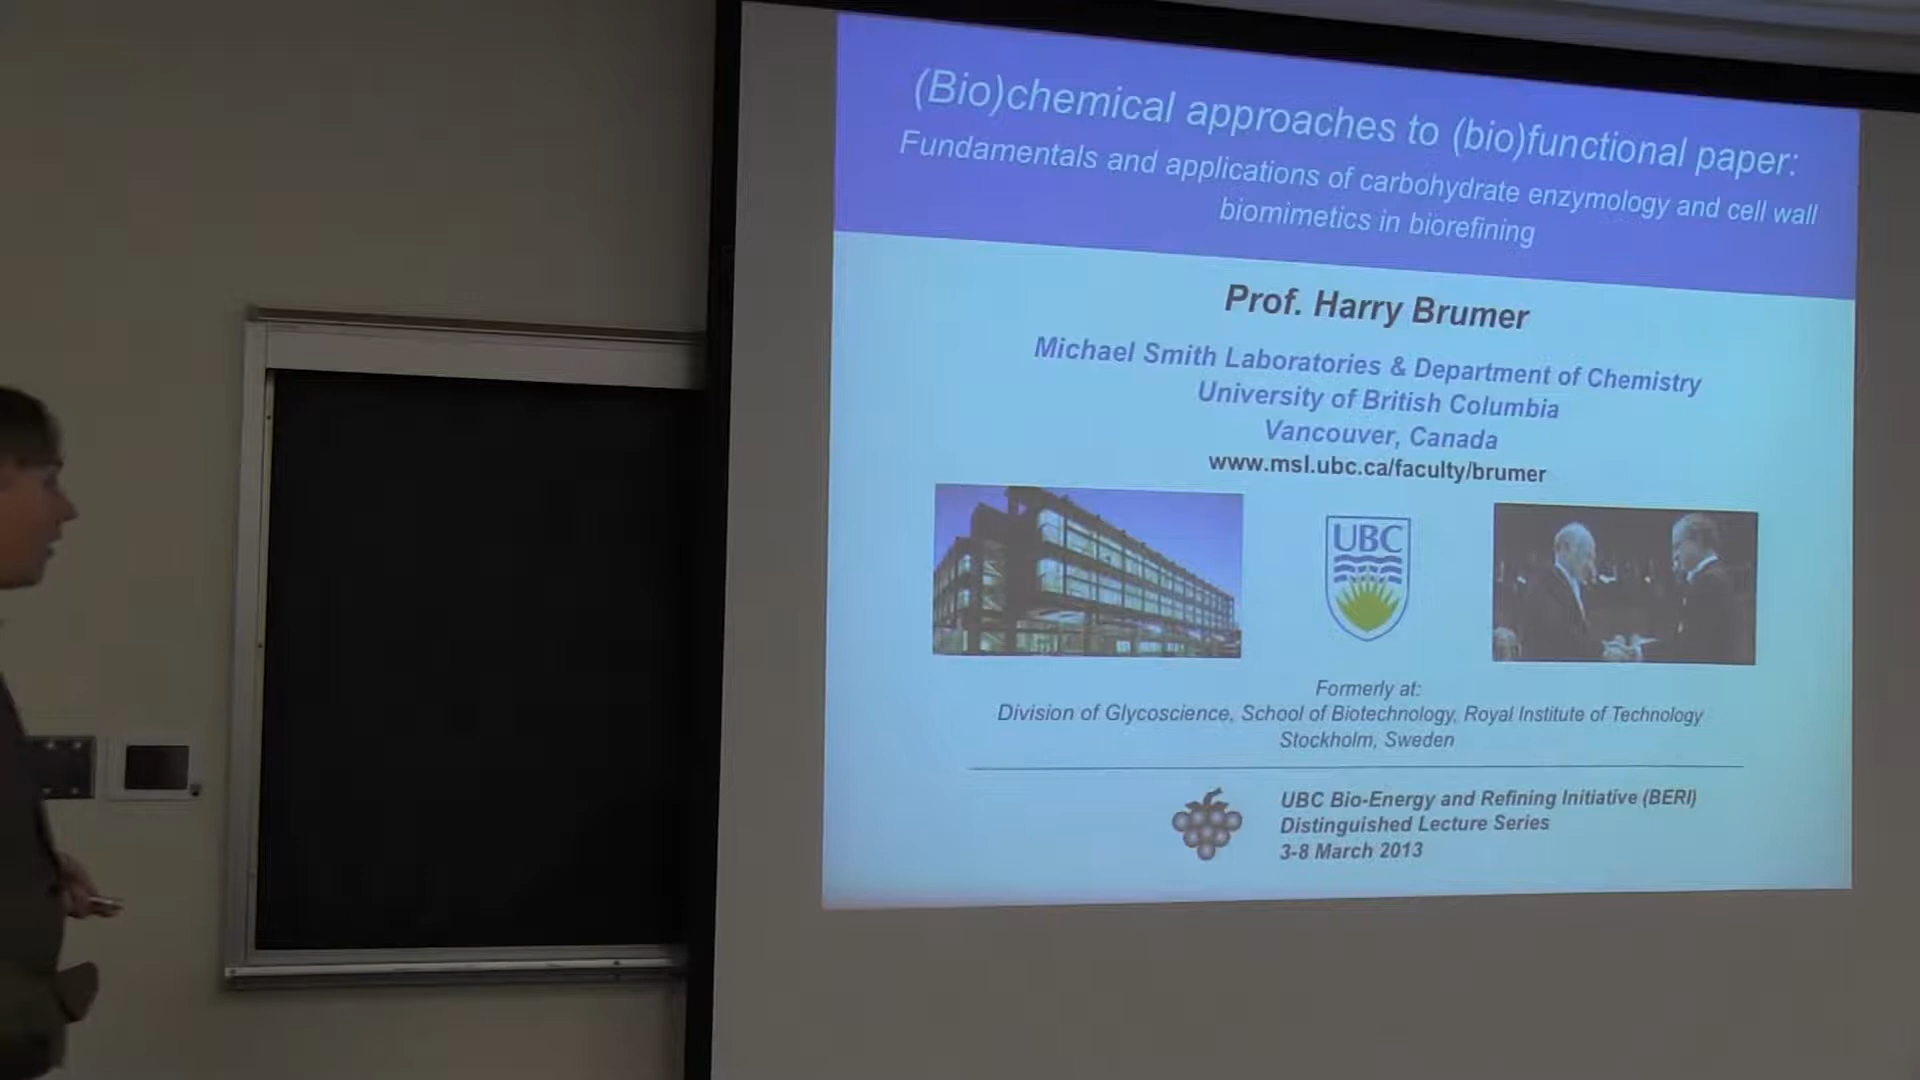 (Bio)chemical approaches to (bio)functional paper:
Fundamentals and applications of carbohydrate enzymology and cell wall
biomimetics in biorefining
Prof. Harry Brumer
Michael Smith Laboratories & Department of Chemistry
University of British Columbia
Vancouver, Canada
www.msl.ubc.ca/faculty/brumer
UBC
Formerly at:
Division of Glycoscience, School of Biotechnology, Royal Institute of Technology
Stockholm, Sweden
UBC Bio-Energy and Refining Initiative (BERI)
Distinguished Lecture Series
3-8 March 2013